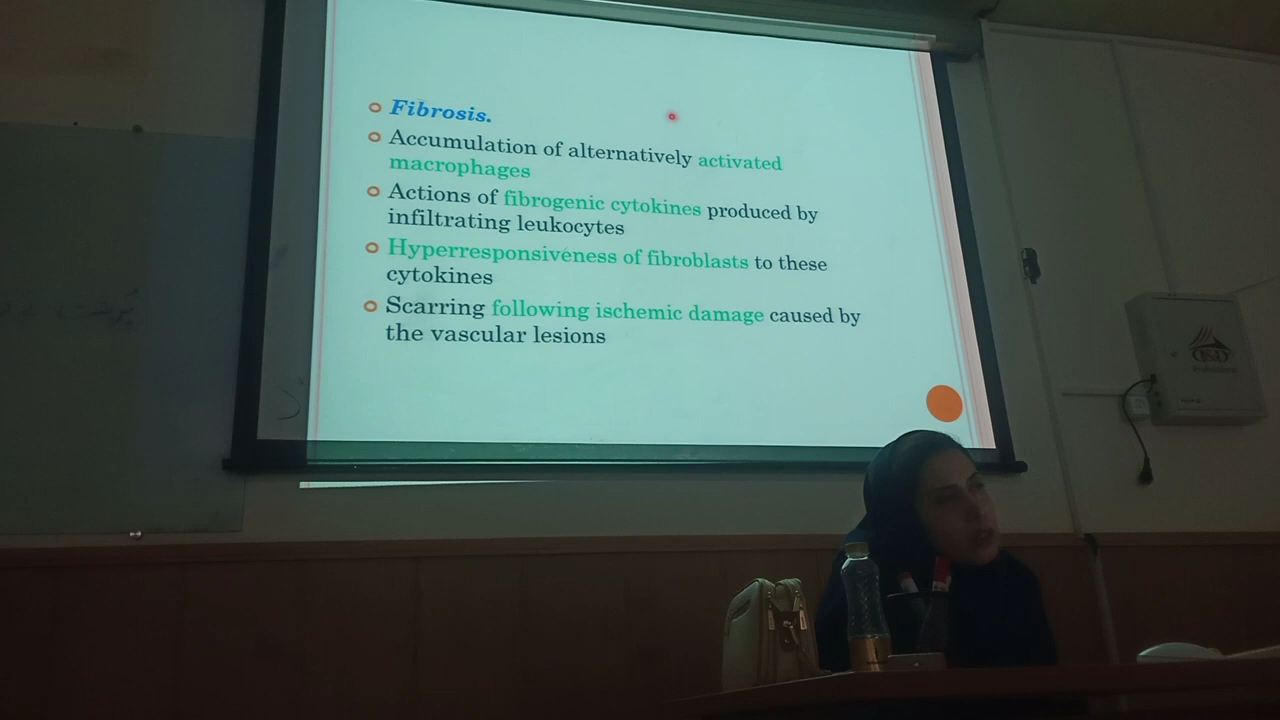 Fibrosis.
Accumulation of alternatively activated
macrophages
Actions of fibrogenic cytokines produced by
infiltrating leukocytes
Hyperresponsiveness of fibroblasts to these
cytokines
Scarring following ischemic damage caused by
the vascular lesions